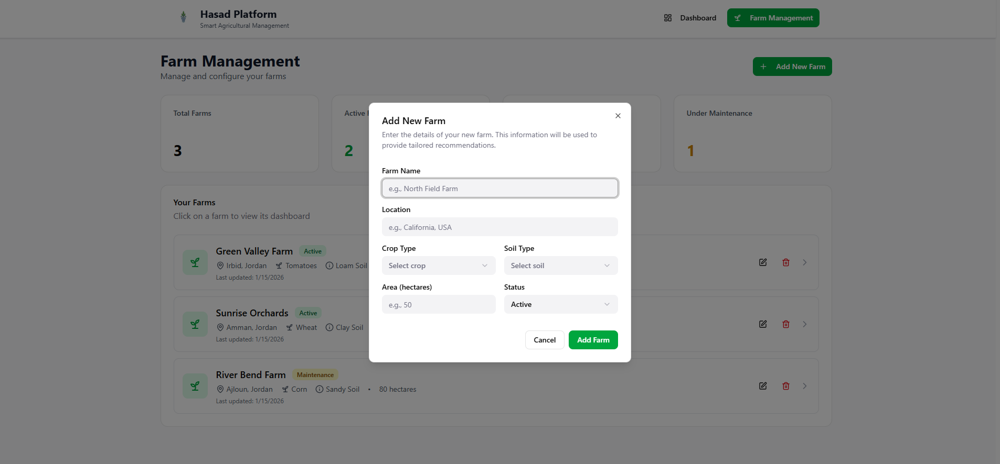 Hasad Platform
Smart Agricultural Management
Dashboard
Farm Management
Farm Management
Manage and configure your farms
Add New Farm
Total Farms
3
Active
2
Under Maintenance
1
Your Farms
Click on a farm to view its dashboard
Green Valley Farm
Active
Irbid, Jordan
Tomatoes
Loam Soil
Last updated: 1/15/2026
Sunrise Orchards
Active
Amman, Jordan
Wheat
Clay Soil
Last updated: 1/15/2026
River Bend Farm
Maintenance
Ajloun, Jordan
Corn
Sandy Soil
• 80 hectares
Last updated: 1/15/2026
Add New Farm
Enter the details of your new farm. This information will be used to
provide tailored recommendations.
Farm Name
e.g., North Field Farm
Location
e.g., California, USA
Crop Type
Soil Type
Select crop
Select soil
Area (hectares)
Status
e.g., 50
Active
Cancel
Add Farm